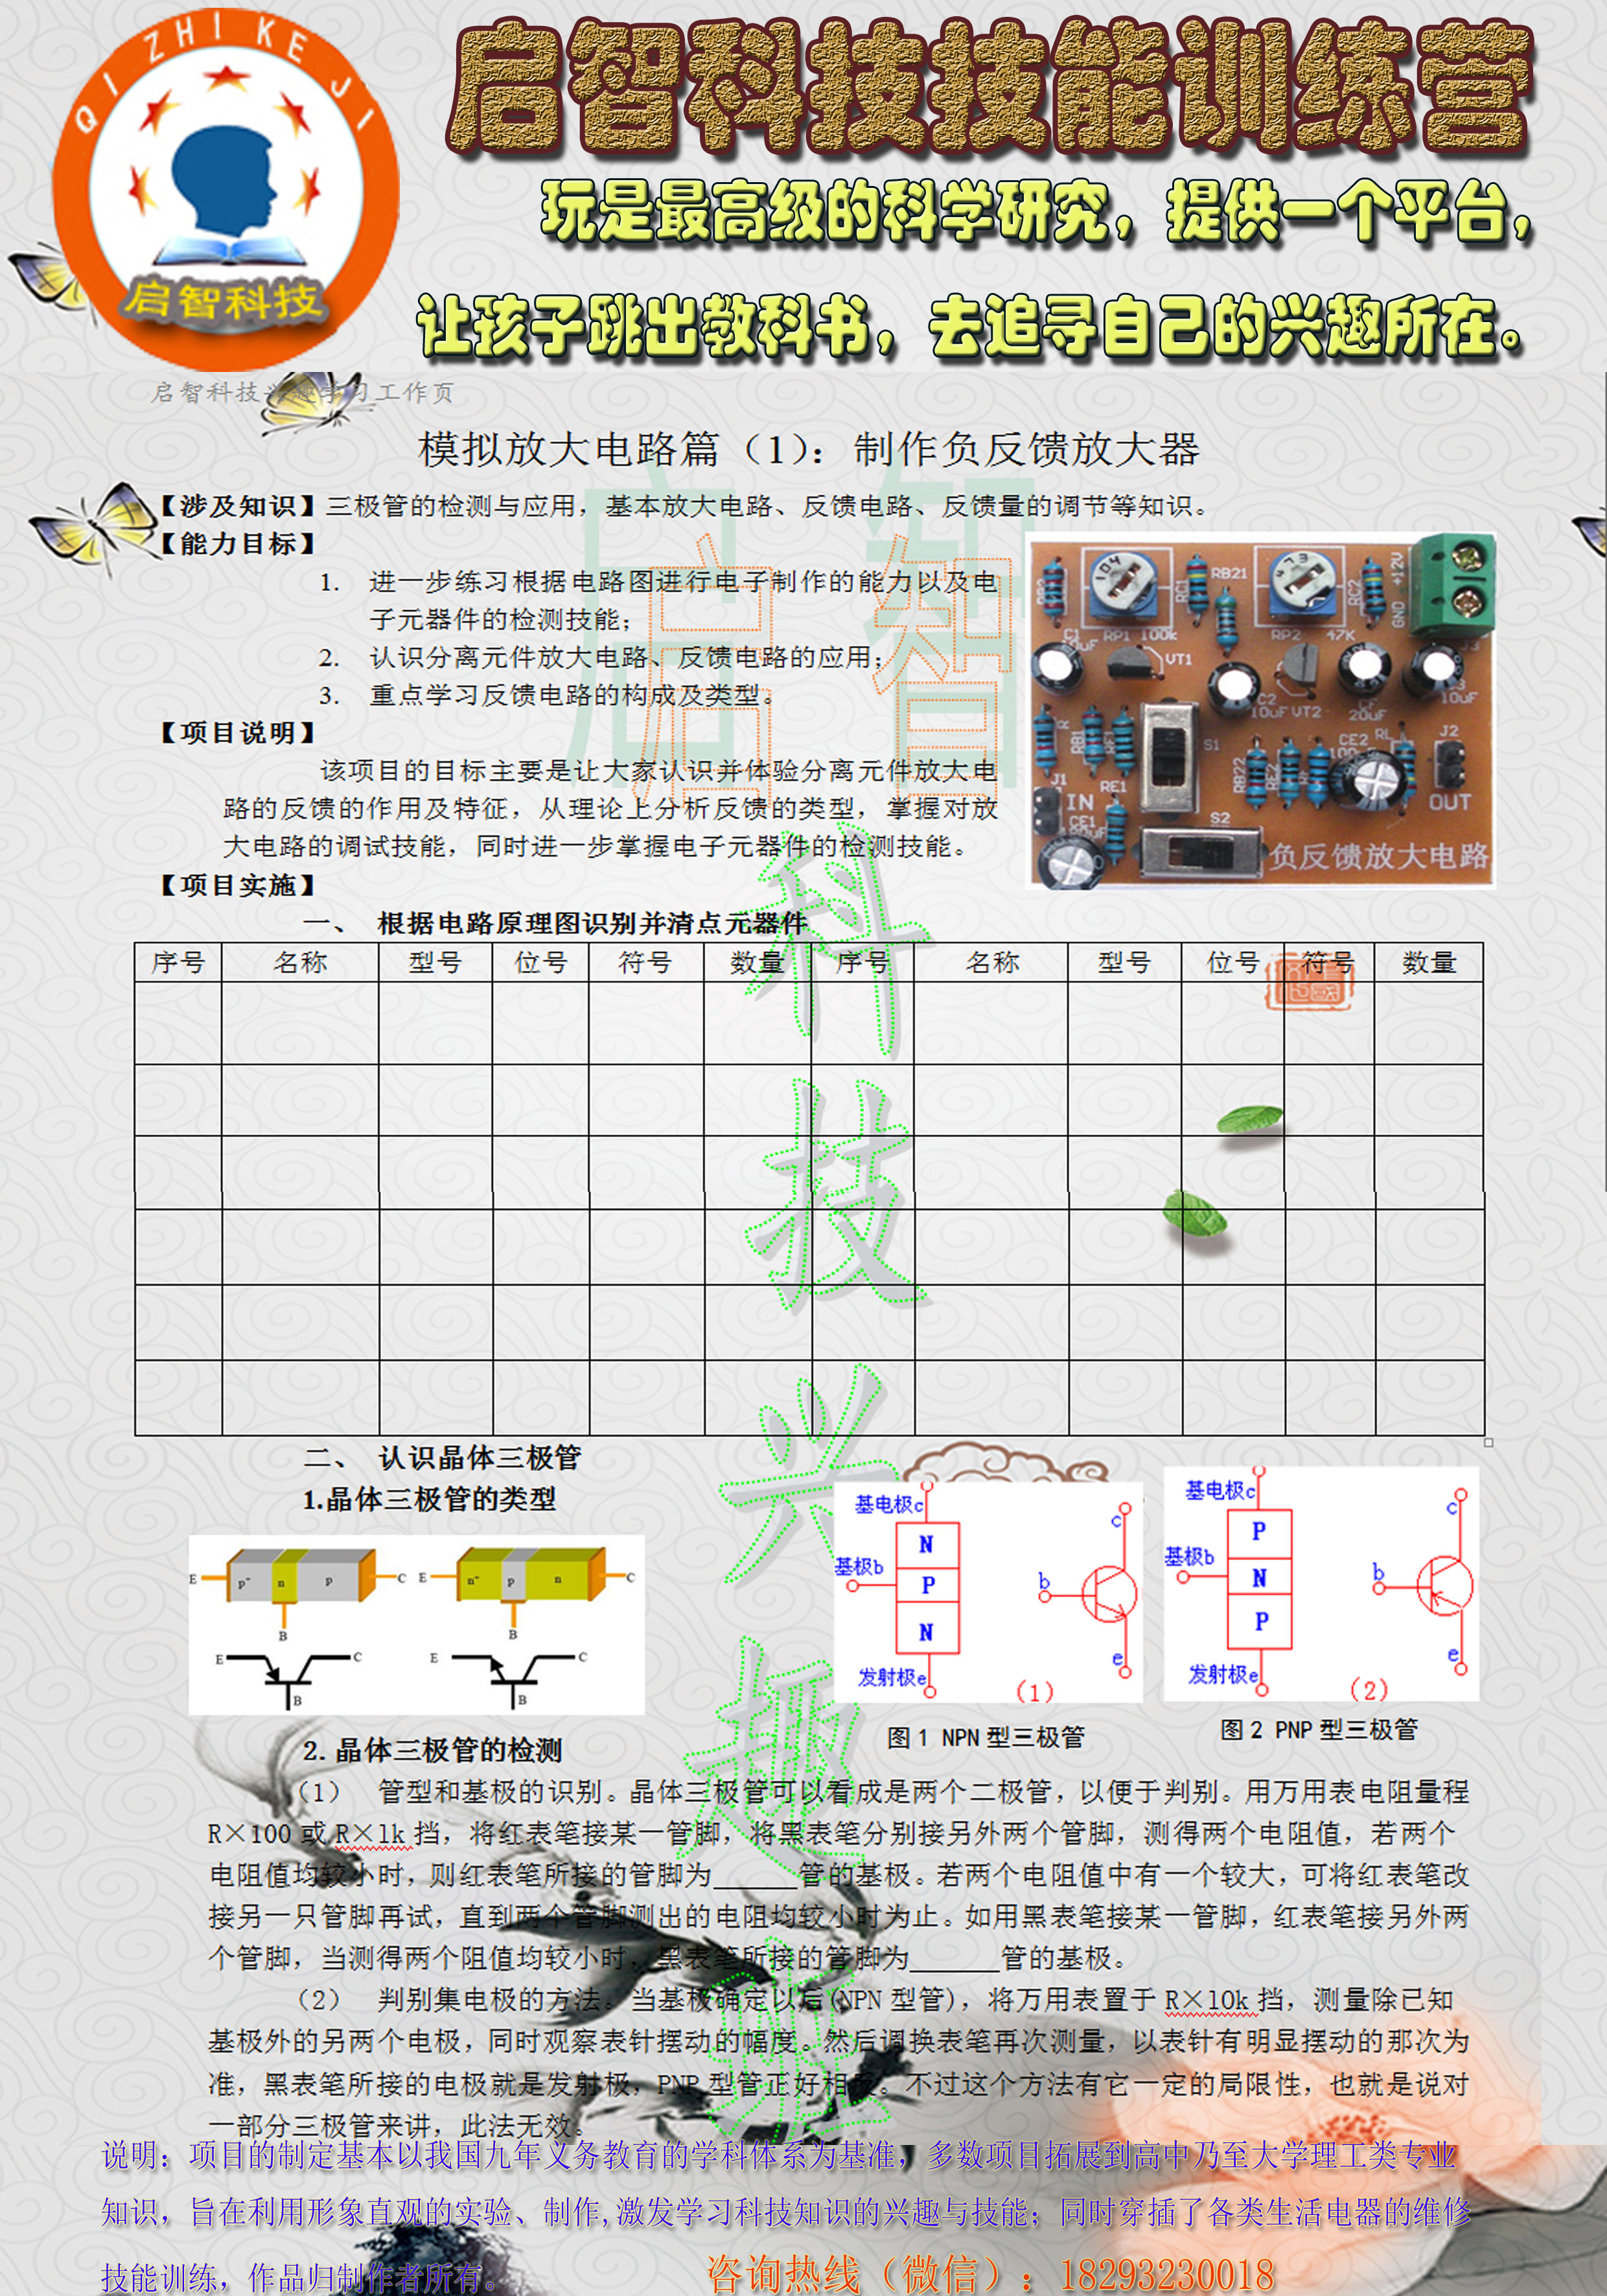 QI ZHI KE JI
启智科技
启智科技技能训练营
玩是最高级的科学研究，提供一个平台，
让孩子跳出教科书，去追寻自己的兴趣所在。
启智科技兴趣学习工作页
模拟放大电路篇（1）：制作负反馈放大器
【涉及知识】三极管的检测与应用，基本放大电路、反馈电路、反馈量的调节等知识。
【能力目标】
1. 进一步练习根据电路图进行电子制作的能力以及电
子元器件的检测技能；
2. 认识分离元件放大电路、反馈电路的应用；
3. 重点学习反馈电路的构成及类型。
【项目说明】
该项目的目标主要是让大家认识并体验分离元件放大电
路的反馈的作用及特征，从理论上分析反馈的类型，掌握对放
大电路的调试技能，同时进一步掌握电子元器件的检测技能。
104
RC1
RB21
RC2
+12V
GND
C1
RP1 100k
RP2 47K
VT1
C2
10uF
VT2
20uF
10uF
S1
RB1
RB22
RE2
CE2
RL
J2
J1
IN
RE1
CE1
S2
OUT
负反馈放大电路
【项目实施】
一、 根据电路原理图识别并清点元器件
序号 名称 型号 位号 符号 数量 序号 名称 型号 位号 符号 数量
二、 认识晶体三极管
1.晶体三极管的类型
E p+ n p C
B
E C
B
E n+ p n C
B
E C
B
基电极c
N
基极b
P
N
发射极e
c
b
e
（1）
图1 NPN 型三极管
基电极c
P
基极b
N
P
发射极e
c
b
e
（2）
图2 PNP 型三极管
2.晶体三极管的检测
（1） 管型和基极的识别。晶体三极管可以看成是两个二极管，以便于判别。用万用表电阻量程
R×100 或 R×1k 挡，将红表笔接某一管脚，将黑表笔分别接另外两个管脚，测得两个电阻值，若两个
电阻值均较小时，则红表笔所接的管脚为______管的基极。若两个电阻值中有一个较大，可将红表笔改
接另一只管脚再试，直到两个管脚测出的电阻均较小时为止。如用黑表笔接某一管脚，红表笔接另外两
个管脚，当测得两个阻值均较小时，黑表笔所接的管脚为______管的基极。
（2） 判别集电极的方法。当基极确定以后(NPN 型管)，将万用表置于 R×10k 挡，测量除已知
基极外的另两个电极，同时观察表针摆动的幅度。然后调换表笔再次测量，以表针有明显摆动的那次为
准，黑表笔所接的电极就是发射极，PNP 型管正好相反。不过这个方法有它一定的局限性，也就是说对
一部分三极管来讲，此法无效。
启智
科技兴趣班
说明：项目的制定基本以我国九年义务教育的学科体系为基准，多数项目拓展到高中乃至大学理工类专业
知识，旨在利用形象直观的实验、制作,激发学习科技知识的兴趣与技能；同时穿插了各类生活电器的维修
技能训练，作品归制作者所有。
咨询热线（微信）：18293230018